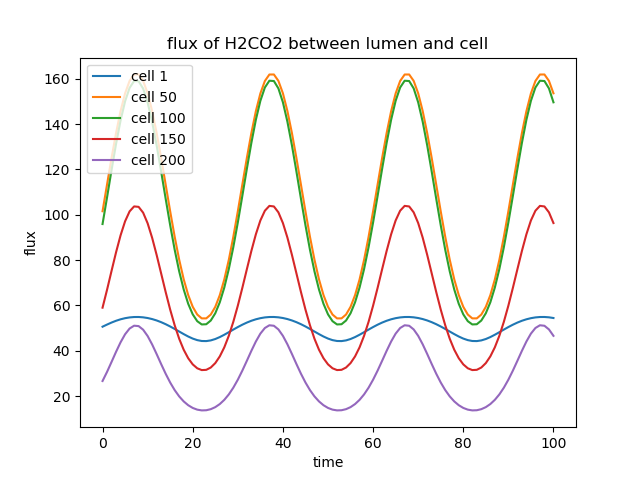 flux of H2CO2 between lumen and cell
cell 1
cell 50
cell 100
cell 150
cell 200
160
140
120
100
80
60
40
20
flux
0 20 40 60 80 100
time